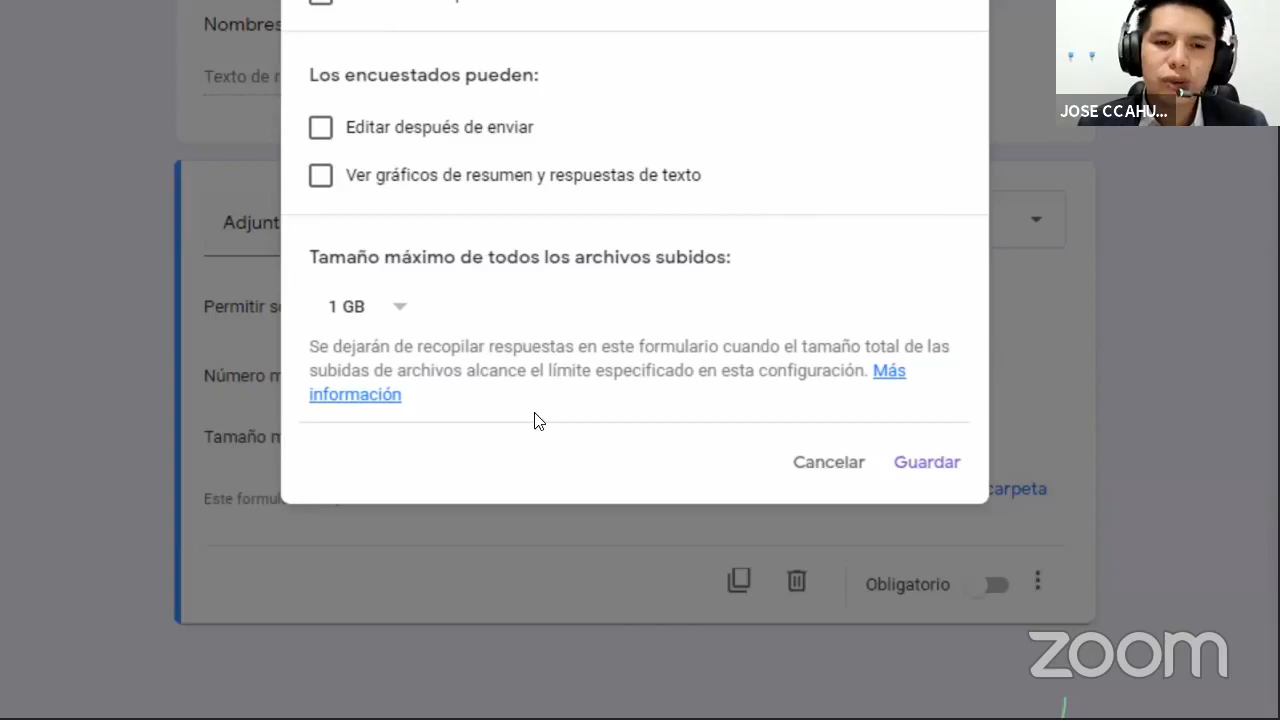 Nombres
Texto de r
JOSE CCAHU...
Los encuestados pueden:
Editar después de enviar
Ver gráficos de resumen y respuestas de texto
Adjunt
Tamaño máximo de todos los archivos subidos:
Permitir s
1 GB
Se dejarán de recopilar respuestas en este formulario cuando el tamaño total de las
subidas de archivos alcance el límite especificado en esta configuración. Más
información
Número m
Tamaño m
Cancelar Guardar
Este formul
carpeta
Obligatorio
zoom